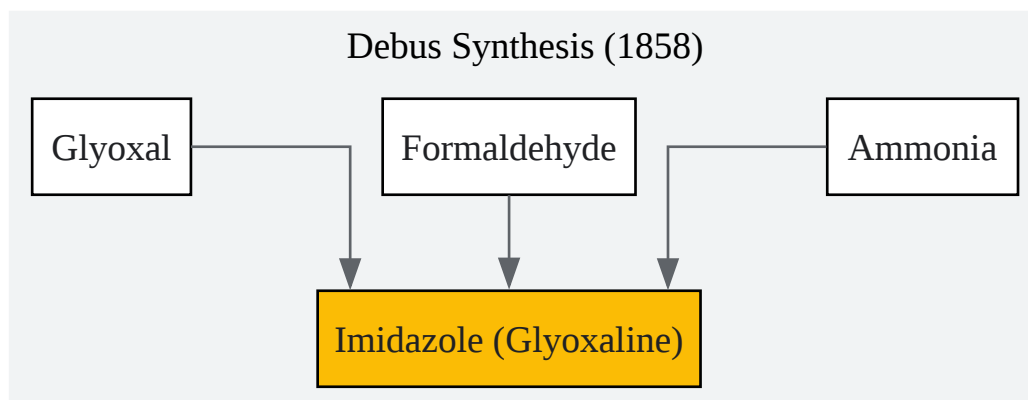 Debus Synthesis (1858)
Glyoxal
Formaldehyde
Ammonia
Imidazole (Glyoxaline)